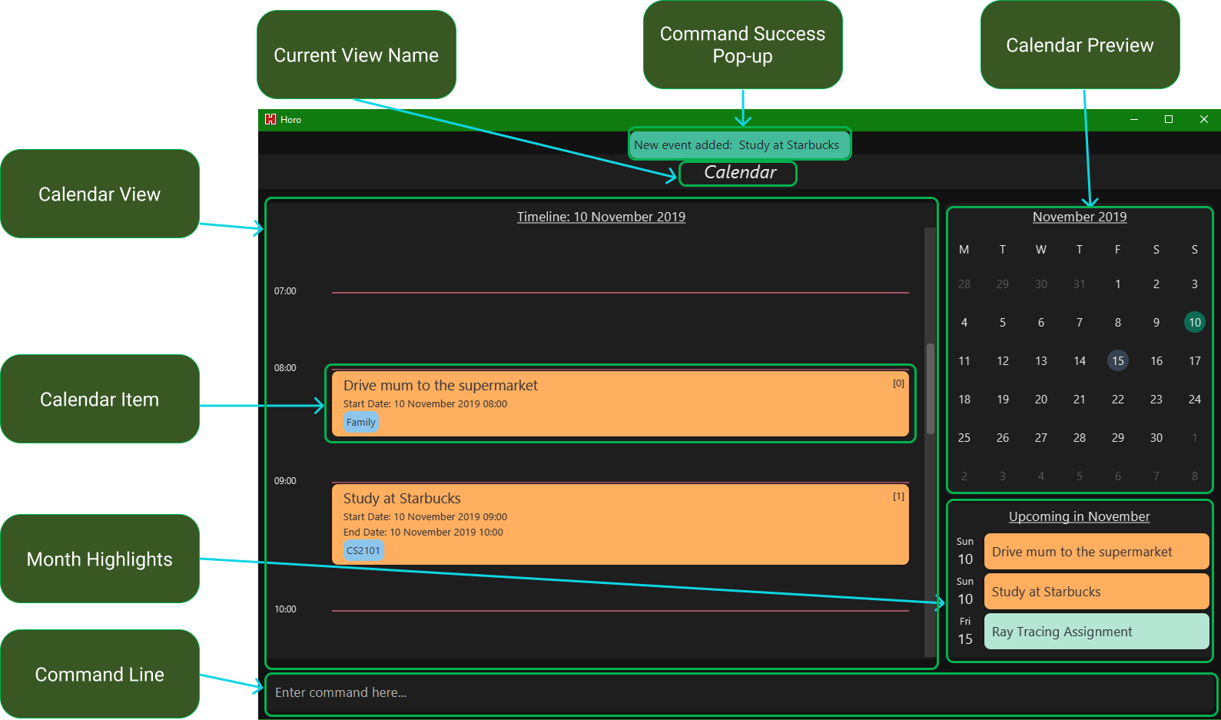 Current View Name
Command Success
Pop-up
Calendar Preview
Calendar View
Calendar Item
Month Highlights
Command Line
Horo
New event added:  Study at Starbucks
Calendar
Timeline: 10 November 2019
07:00
08:00
Drive mum to the supermarket [0]
Start Date: 10 November 2019 08:00
Family
09:00
Study at Starbucks [1]
Start Date: 10 November 2019 09:00
End Date: 10 November 2019 10:00
CS2101
10:00
November 2019
M T W T F S S
28 29 30 31 1 2 3
4 5 6 7 8 9 10
11 12 13 14 15 16 17
18 19 20 21 22 23 24
25 26 27 28 29 30 1
2 3 4 5 6 7 8
Upcoming in November
Sun
10 Drive mum to the supermarket
Sun
10 Study at Starbucks
Fri
15 Ray Tracing Assignment
Enter command here...